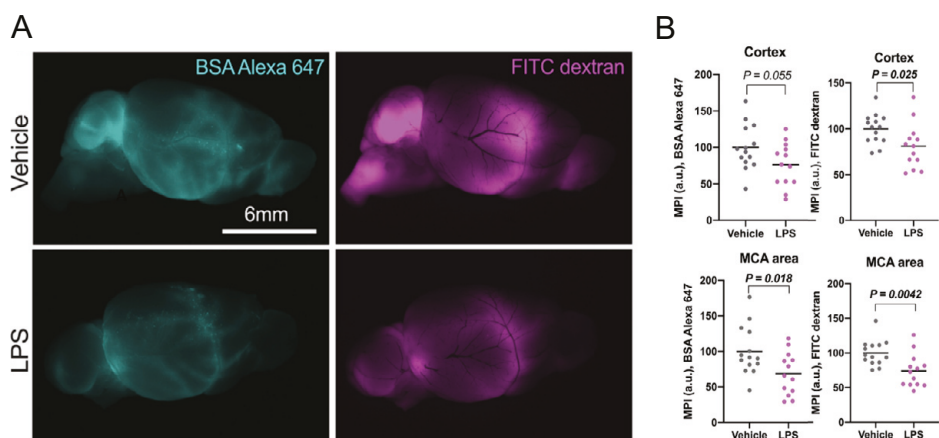 A
BSA Alexa 647
FITC dextran
Vehicle
6mm
LPS
B
Cortex
P = 0.055
MPI (a.u.), BSA Alexa 647
200
150
100
50
0
Vehicle LPS
Cortex
P = 0.025
MPI (a.u.), FITC dextran
150
100
50
0
Vehicle LPS
MCA area
P = 0.018
MPI (a.u.), BSA Alexa 647
200
150
100
50
0
Vehicle LPS
MCA area
P = 0.0042
MPI (a.u.), FITC dextran
200
150
100
50
0
Vehicle LPS